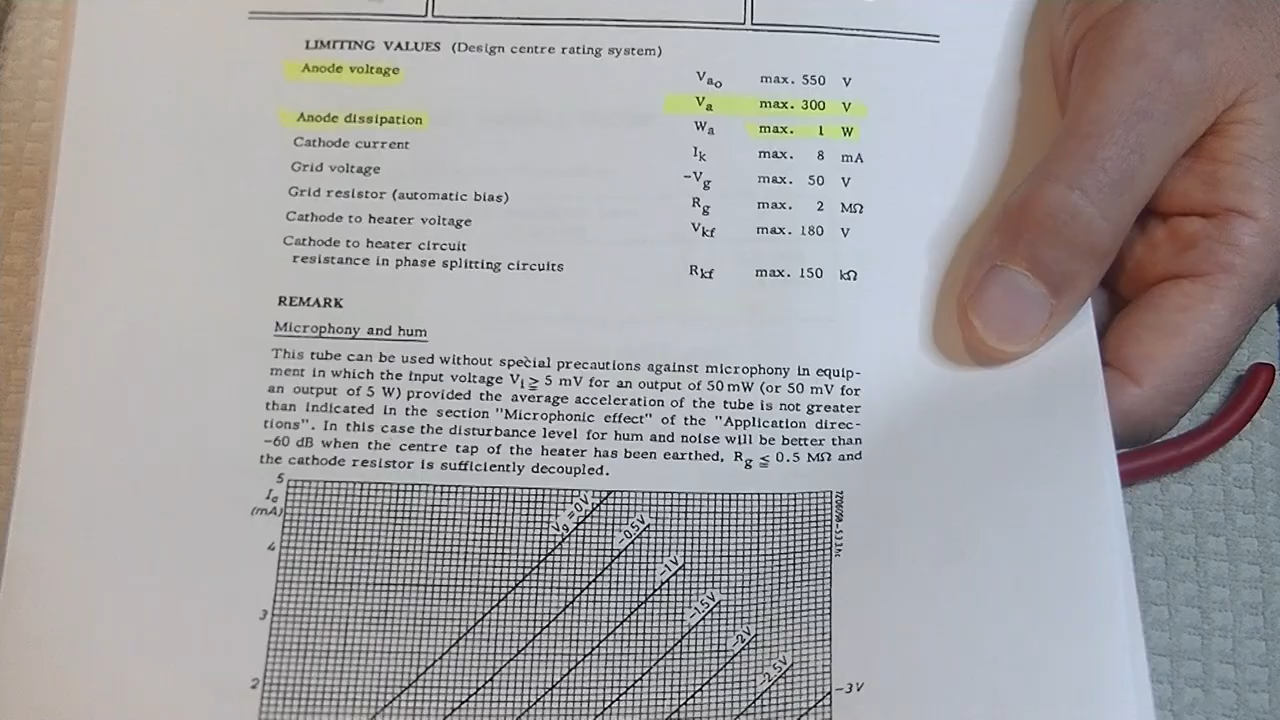 LIMITING VALUES (Design centre rating system)
Anode voltage Vao max. 550 V
Va max. 300 V
Anode dissipation Wa max. 1 W
Cathode current Ik max. 8 mA
Grid voltage -Vg max. 50 V
Grid resistor (automatic bias) Rg max. 2 MΩ
Cathode to heater voltage Vkf max. 180 V
Cathode to heater circuit
resistance in phase splitting circuits Rkf max. 150 kΩ
REMARK
Microphony and hum
This tube can be used without special precautions against microphony in equip-
ment in which the input voltage Vi ≧ 5 mV for an output of 50 mW (or 50 mV for
an output of 5 W) provided the average acceleration of the tube is not greater
than indicated in the section "Microphonic effect" of the "Application direc-
tions". In this case the disturbance level for hum and noise will be better than
-60 dB when the centre tap of the heater has been earthed, Rg ≦ 0.5 MΩ and
the cathode resistor is sufficiently decoupled.
5
Ia
(mA)
4
3
2
Vg=0V
-0.5V
-1V
-1.5V
-2V
-2.5V
-3V